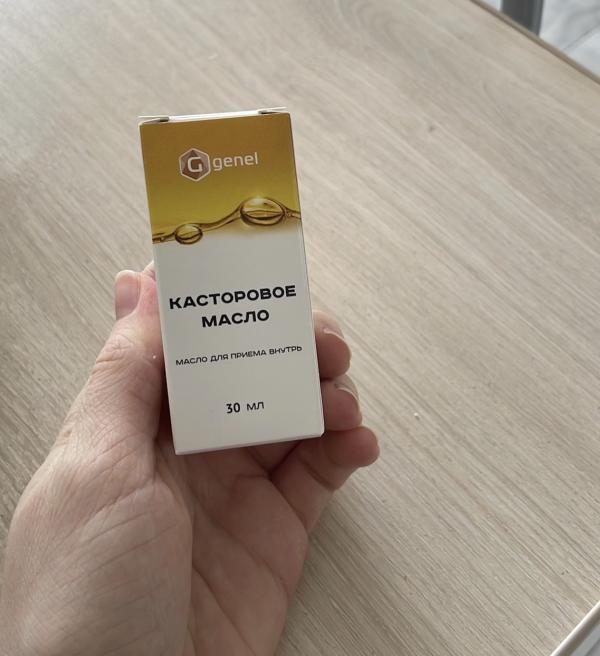 G genel
КАСТОРОВОЕ
МАСЛО
МАСЛО ДЛЯ ПРИЕМА ВНУТРЬ
30 МЛ